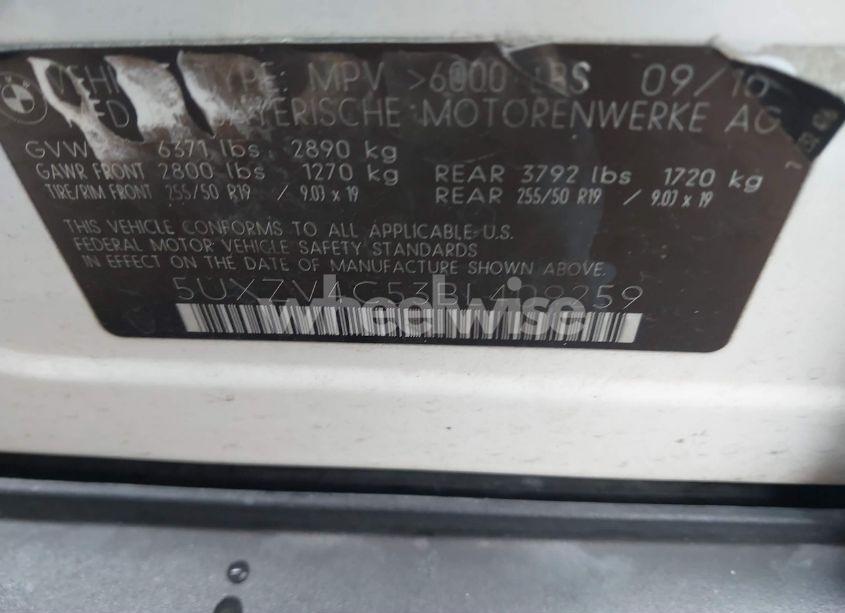 TYPE: MPV >6000 LBS 09/10
BAYERISCHE MOTORENWERKE AG
GVW 6371 lbs 2890 kg
GAWR FRONT 2800 lbs 1270 kg REAR 3792 lbs 1720 kg
TIRE/RIM FRONT 255/50 R19 / 9.0J x 19 REAR 255/50 R19 / 9.0J x 19
THIS VEHICLE CONFORMS TO ALL APPLICABLE U.S.
FEDERAL MOTOR VEHICLE SAFETY STANDARDS
IN EFFECT ON THE DATE OF MANUFACTURE SHOWN ABOVE.
wheelwise